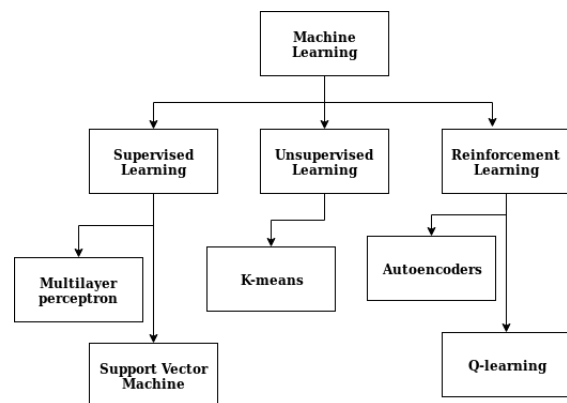 Machine
Learning
Supervised
Learning
Unsupervised
Learning
Reinforcement
Learning
Multilayer
perceptron
K-means
Autoencoders
Support Vector
Machine
Q-learning